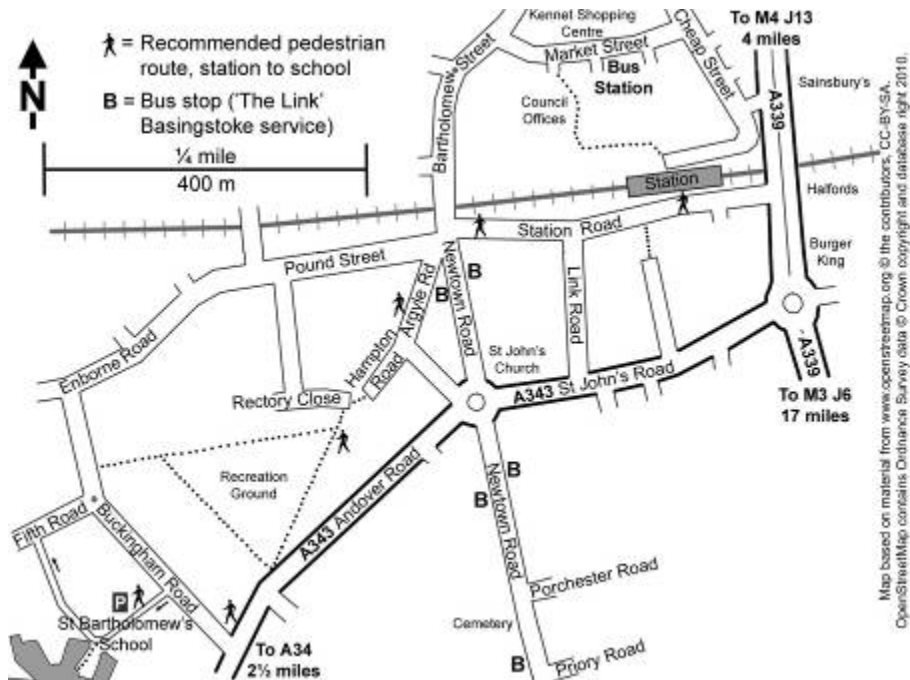 = Recommended pedestrian
route, station to school
B = Bus stop ('The Link'
Basingstoke service)
N
¼ mile
400 m
Kennet Shopping
Centre
Market Street
Bus
Station
Cheap Street
To M4 J13
4 miles
Sainsbury's
A339
Bartholomew Street
Council
Offices
Station
Halfords
Station Road
Burger
King
Pound Street
Newtown Road
B
B
Link Road
Argyle Rd
Hampton
Road
St John's
Church
Enborne Road
Rectory Close
A343 St John's Road
A339
To M3 J6
17 miles
Recreation
Ground
A343 Andover Road
B
B
Newtown Road
Fifth Road
Buckingham Road
P
St Bartholomew's
School
To A34
2½ miles
Porchester Road
Cemetery
B
Priory Road
Map based on material from www.openstreetmap.org © the contributors, CC-BY-SA.
OpenStreetMap contains Ordnance Survey data © Crown copyright and database right 2010.